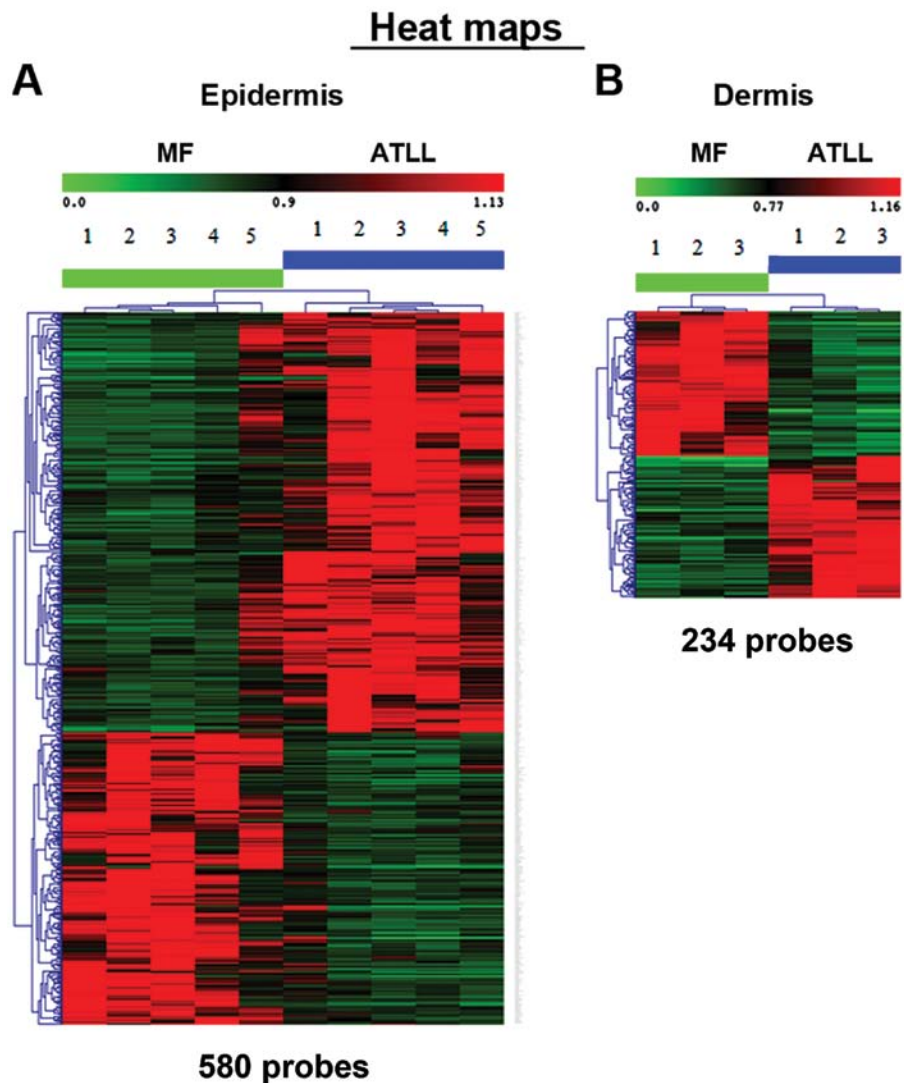 Heat maps
A
Epidermis
MF ATLL
0.0 0.9 1.13
1 2 3 4 5 1 2 3 4 5
580 probes
B
Dermis
MF ATLL
0.0 0.77 1.16
1 2 3 1 2 3
234 probes